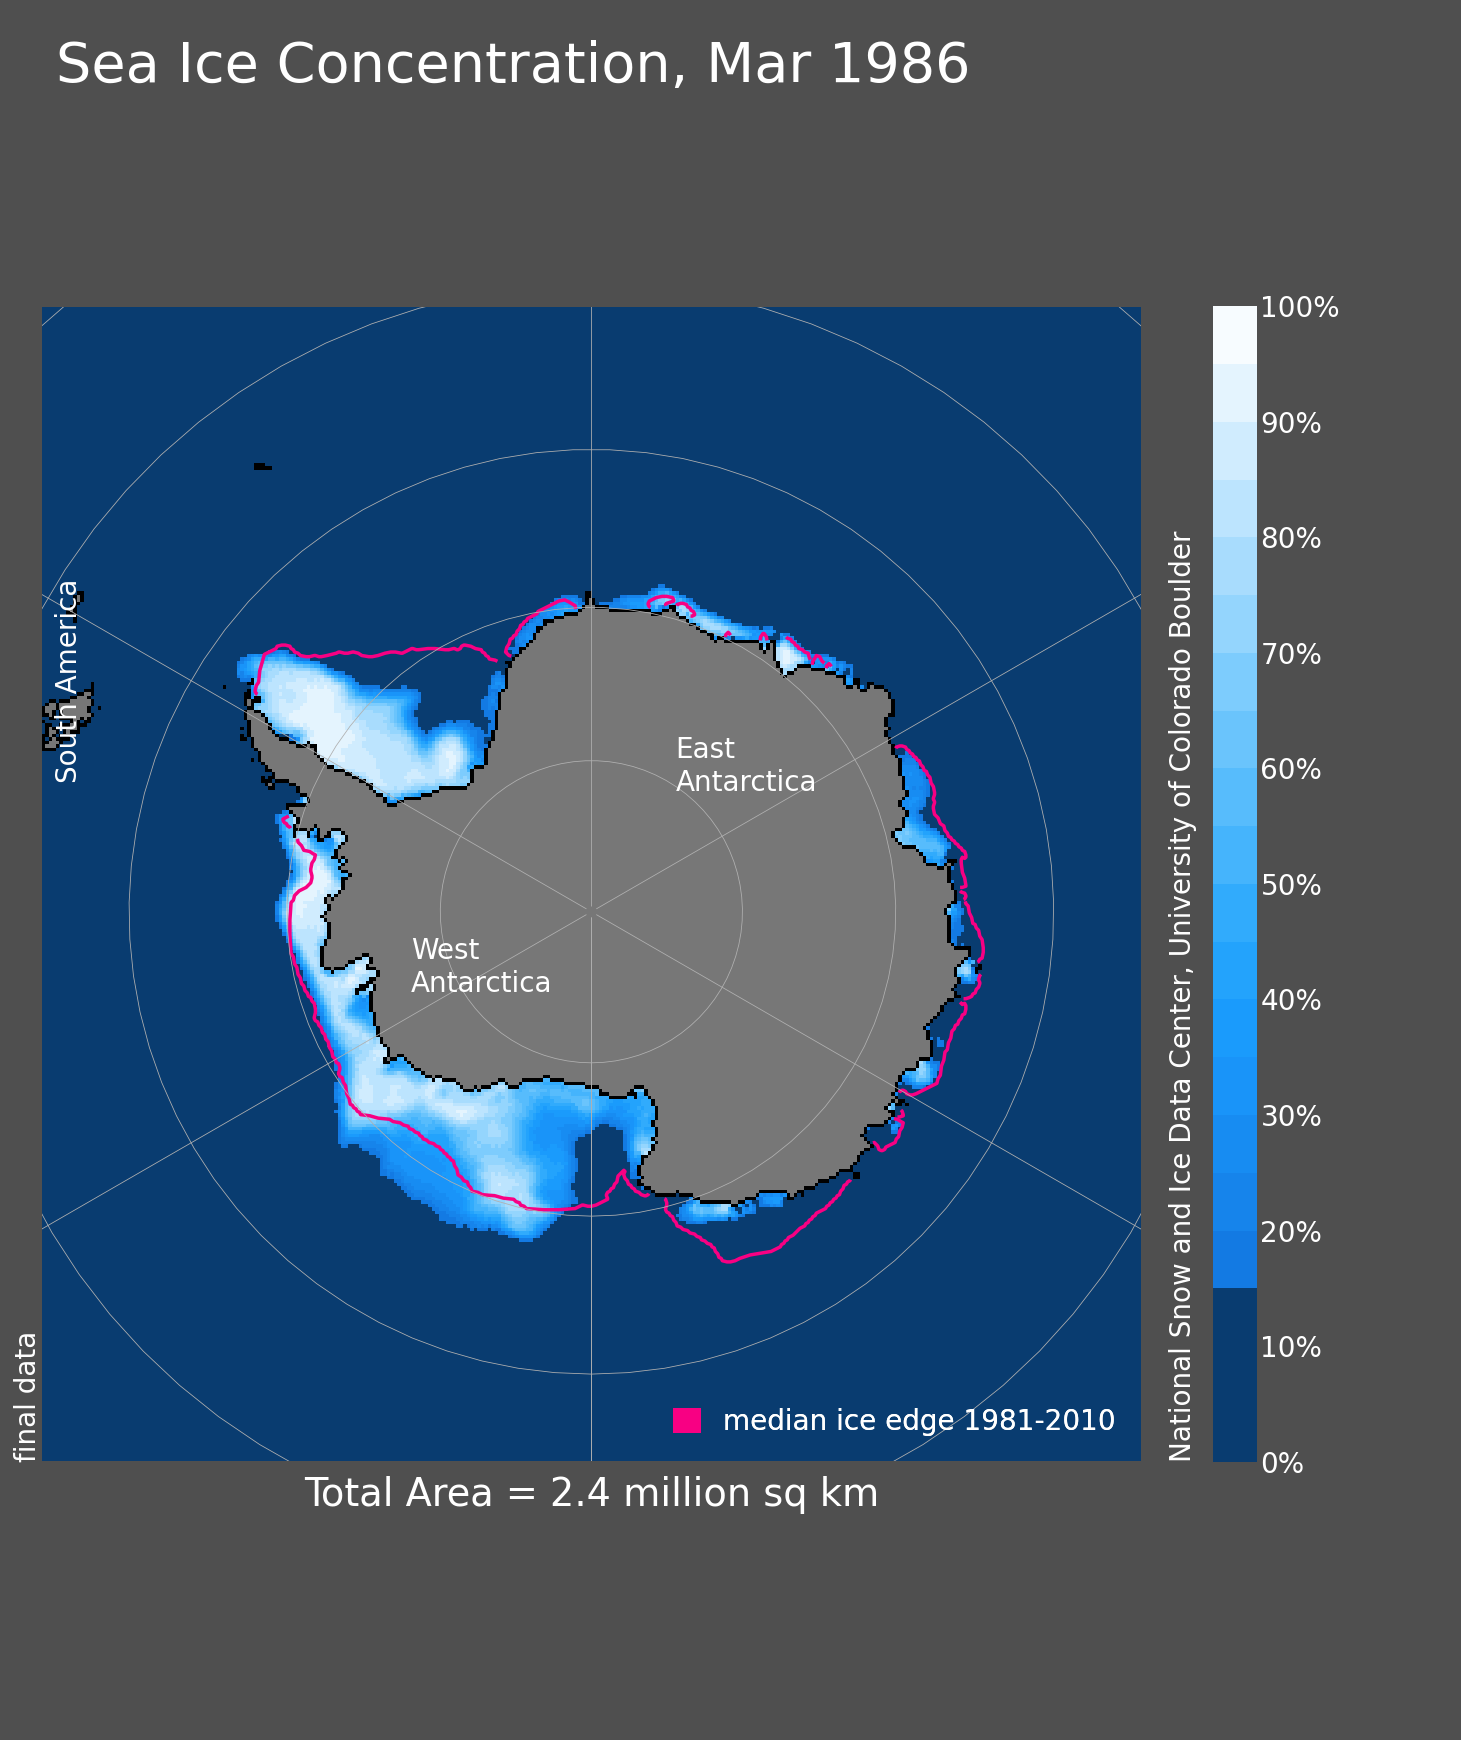 Sea Ice Concentration, Mar 1986
100%
90%
80%
70%
60%
50%
40%
30%
20%
10%
0%
South America
East
Antarctica
West
Antarctica
National Snow and Ice Data Center, University of Colorado Boulder
final data
median ice edge 1981-2010
Total Area = 2.4 million sq km